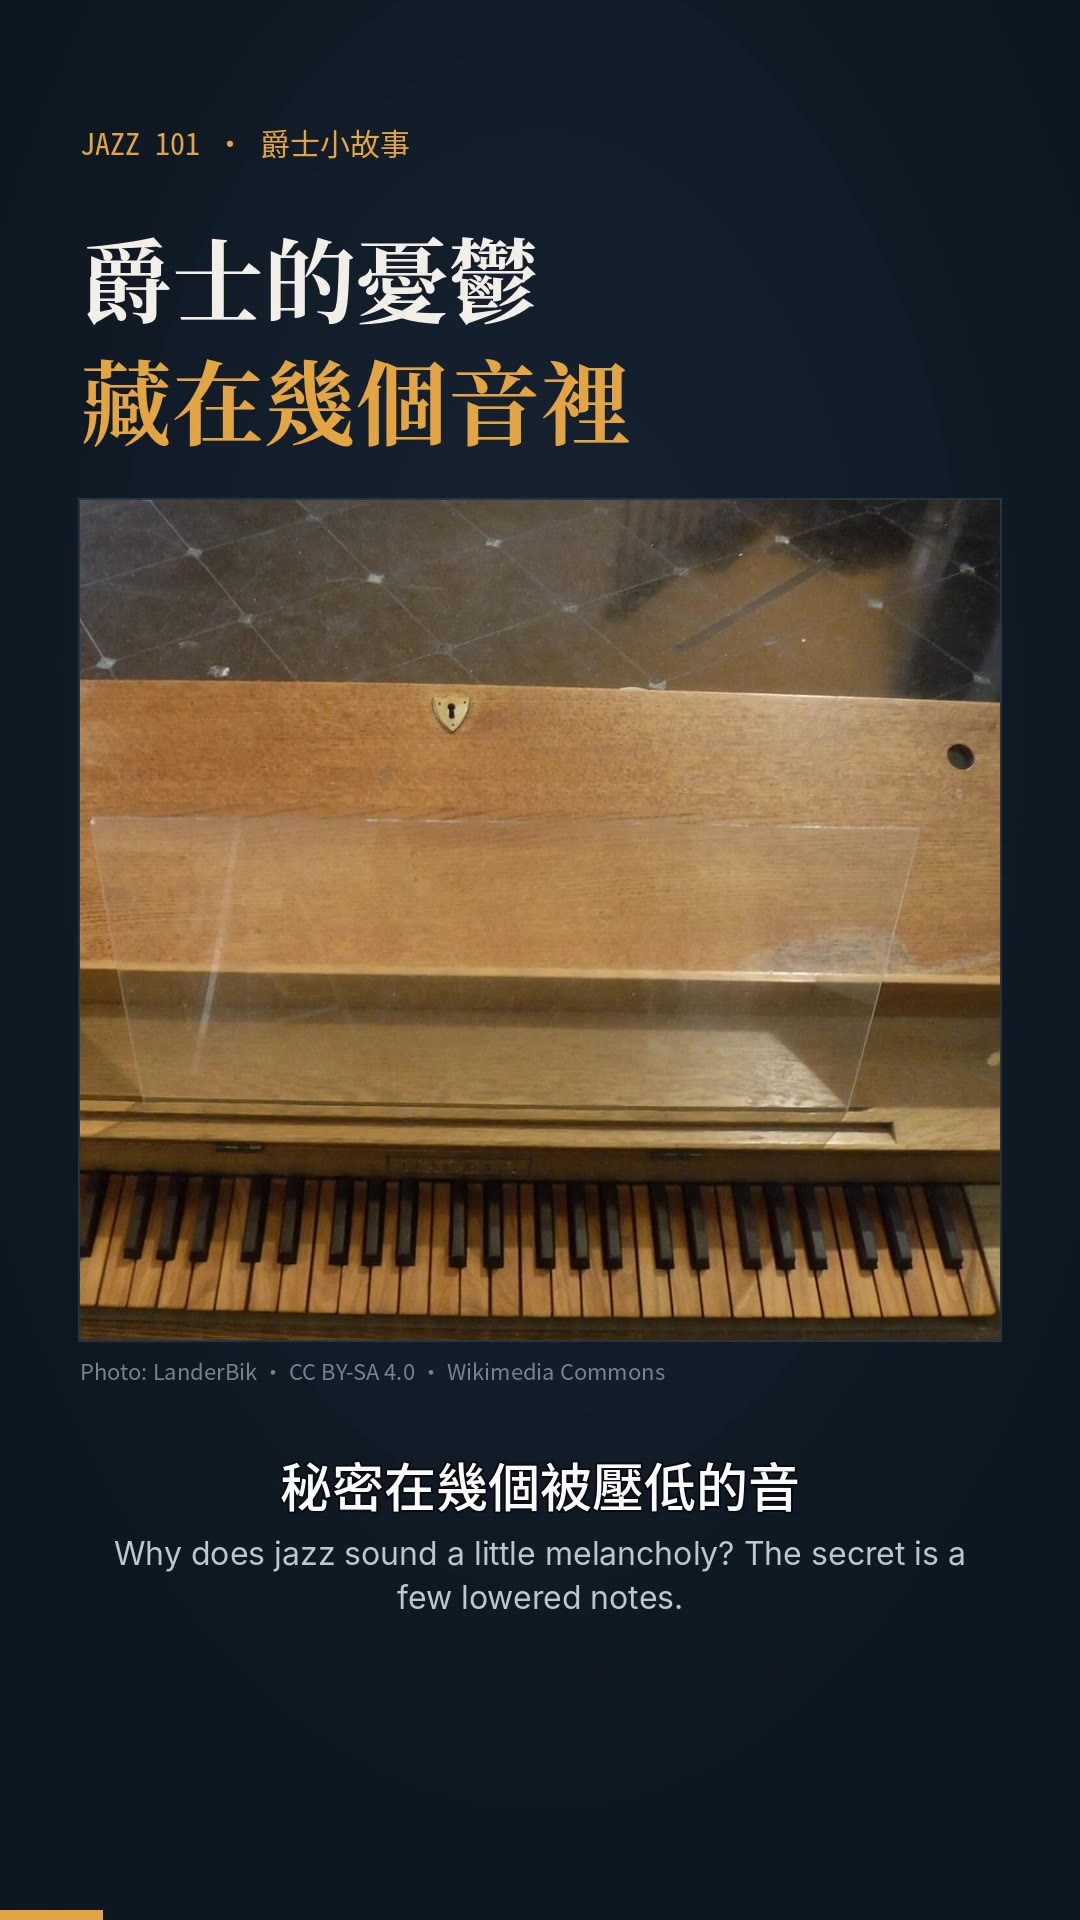 JAZZ 101 • 爵士小故事
爵士的憂鬱
藏在幾個音裡
Photo: LanderBik • CC BY-SA 4.0 • Wikimedia Commons
秘密在幾個被壓低的音
Why does jazz sound a little melancholy? The secret is a
few lowered notes.